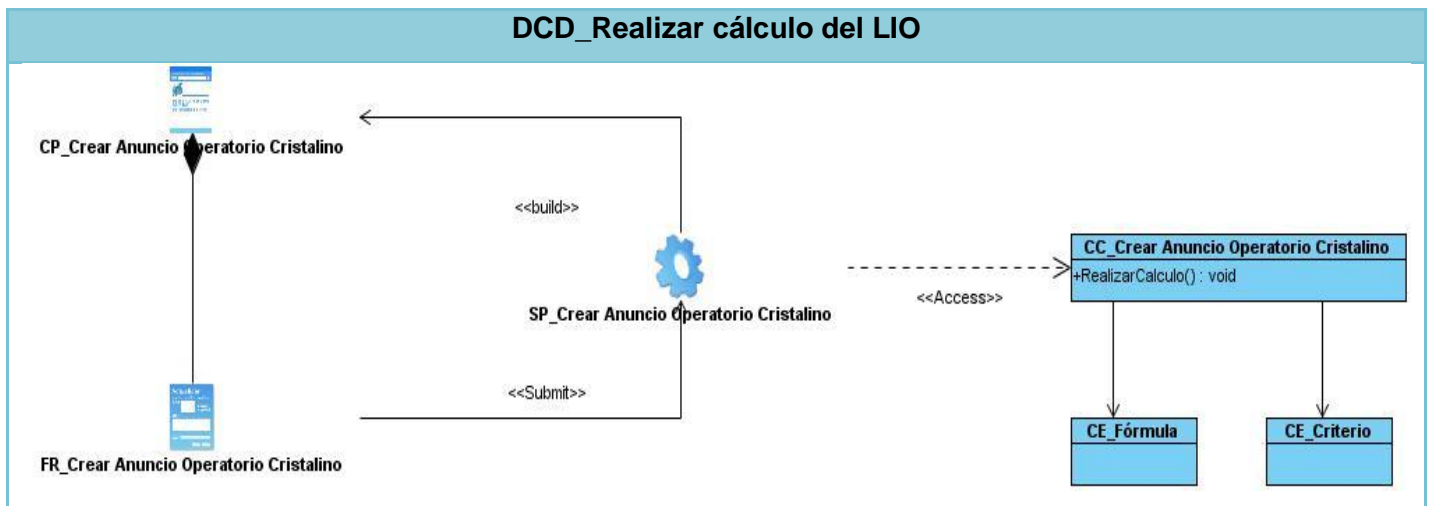 DCD_Realizar cálculo del LIO
CP_Crear Anuncio Operatorio Cristalino
<<build>>
CC_Crear Anuncio Operatorio Cristalino
+RealizarCalculo() : void
<<Access>>
SP_Crear Anuncio Operatorio Cristalino
<<Submit>>
CE_Fórmula
CE_Criterio
FR_Crear Anuncio Operatorio Cristalino